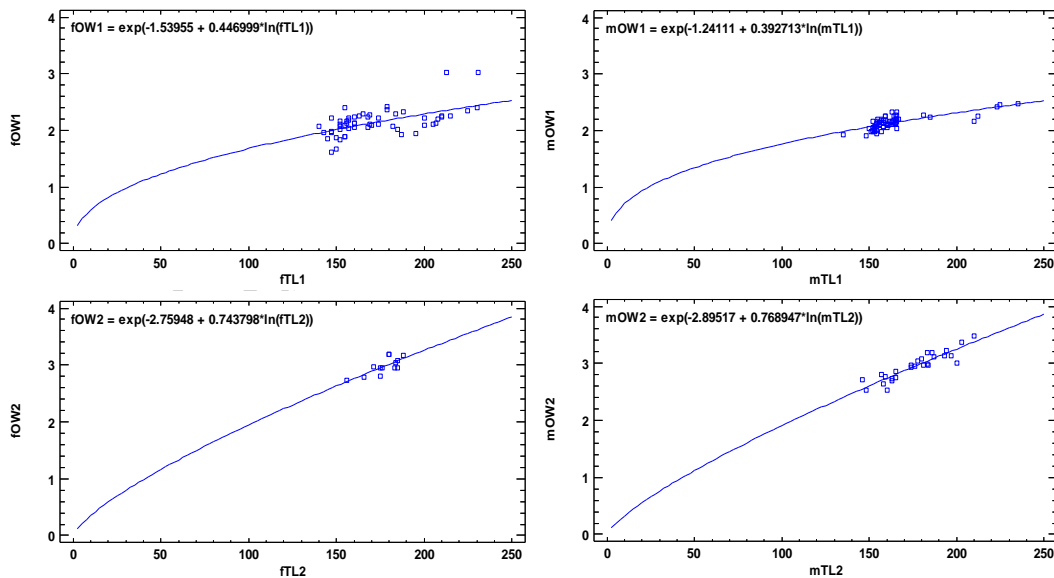 fOW1 = exp(-1.53955 + 0.446999*ln(fTL1))
fOW1
4
3
2
1
0
0 50 100 150 200 250
fTL1
mOW1 = exp(-1.24111 + 0.392713*ln(mTL1))
mOW1
4
3
2
1
0
0 50 100 150 200 250
mTL1
fOW2 = exp(-2.75948 + 0.743798*ln(fTL2))
fOW2
4
3
2
1
0
0 50 100 150 200 250
fTL2
mOW2 = exp(-2.89517 + 0.768947*ln(mTL2))
mOW2
4
3
2
1
0
0 50 100 150 200 250
mTL2